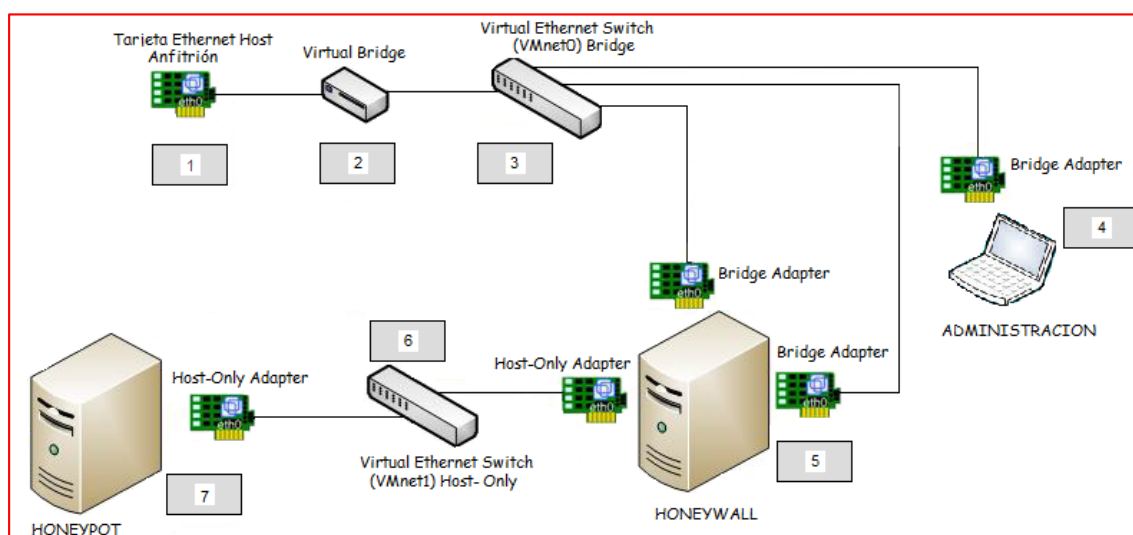 Tarjeta Ethernet Host
Anfitrión
eth0
1
Virtual Bridge
2
Virtual Ethernet Switch
(VMnet0) Bridge
3
Bridge Adapter
eth0
4
ADMINISTRACION
Bridge Adapter
eth0
Bridge Adapter
eth0
5
HONEYWALL
Host-Only Adapter
eth0
6
Virtual Ethernet Switch
(VMnet1) Host- Only
Host-Only Adapter
eth0
7
HONEYPOT